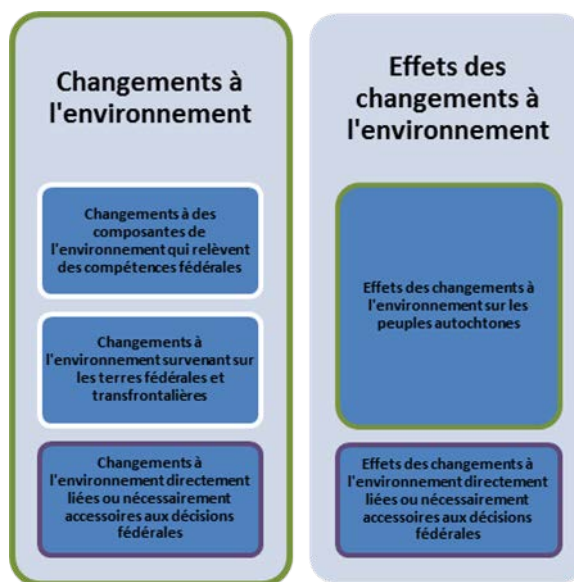 Changements à
l'environnement
Changements à des
composantes de
l'environnement qui relèvent
des compétences fédérales
Changements à
l'environnement survenant sur
les terres fédérales et
transfrontalières
Changements à
l'environnement directement
liées ou nécessairement
accessoires aux décisions
fédérales
Effets des
changements à
l'environnement
Effets des changements à
l'environnement sur les
peuples autochtones
Effets des changements à
l'environnement directement
liées ou nécessairement
accessoires aux décisions
fédérales